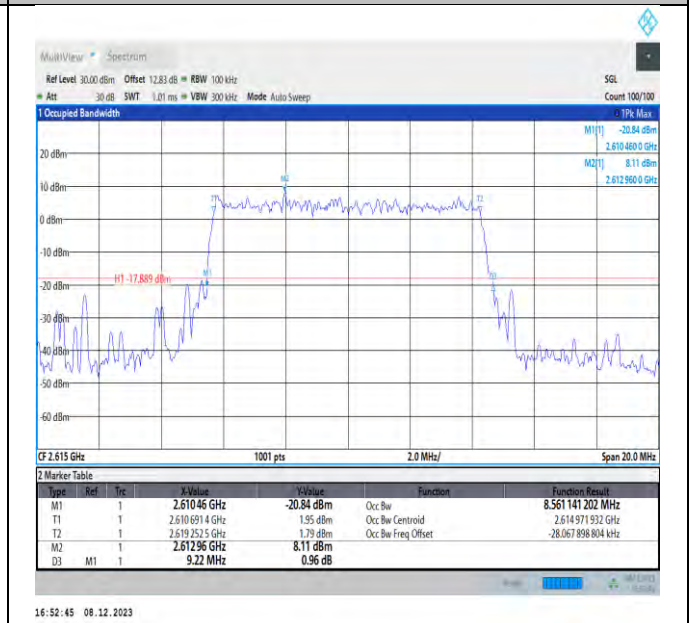 MultiView Spectrum
Ref Level 30.00 dBm Offset 12.83 dB RBW 100 kHz SGL
Att 30 dB SWT 1.01 ms VBW 300 kHz Mode Auto Sweep Count 100/100
1 Occupied Bandwidth 1Pk Max
M1[1] -20.84 dBm
2.610 460 0 GHz
M2[1] 8.11 dBm
2.612 960 0 GHz
20 dBm
M2
10 dBm
T1 T2
0 dBm
-10 dBm
H1 -17.889 dBm M1
-20 dBm
-30 dBm
-40 dBm
-50 dBm
-60 dBm
CF 2.615 GHz 1001 pts 2.0 MHz/ Span 20.0 MHz
2 Marker Table
Type Ref Trc X-Value Y-Value Function Function Result
M1 1 2.61046 GHz -20.84 dBm Occ Bw 8.561 141 202 MHz
T1 1 2.610 691 4 GHz 1.95 dBm Occ Bw Centroid 2.614 971 932 GHz
T2 1 2.619 252 5 GHz 1.79 dBm Occ Bw Freq Offset -28.067 898 804 kHz
M2 1 2.61296 GHz 8.11 dBm
D3 M1 1 9.22 MHz 0.96 dB
16:52:45 08.12.2023